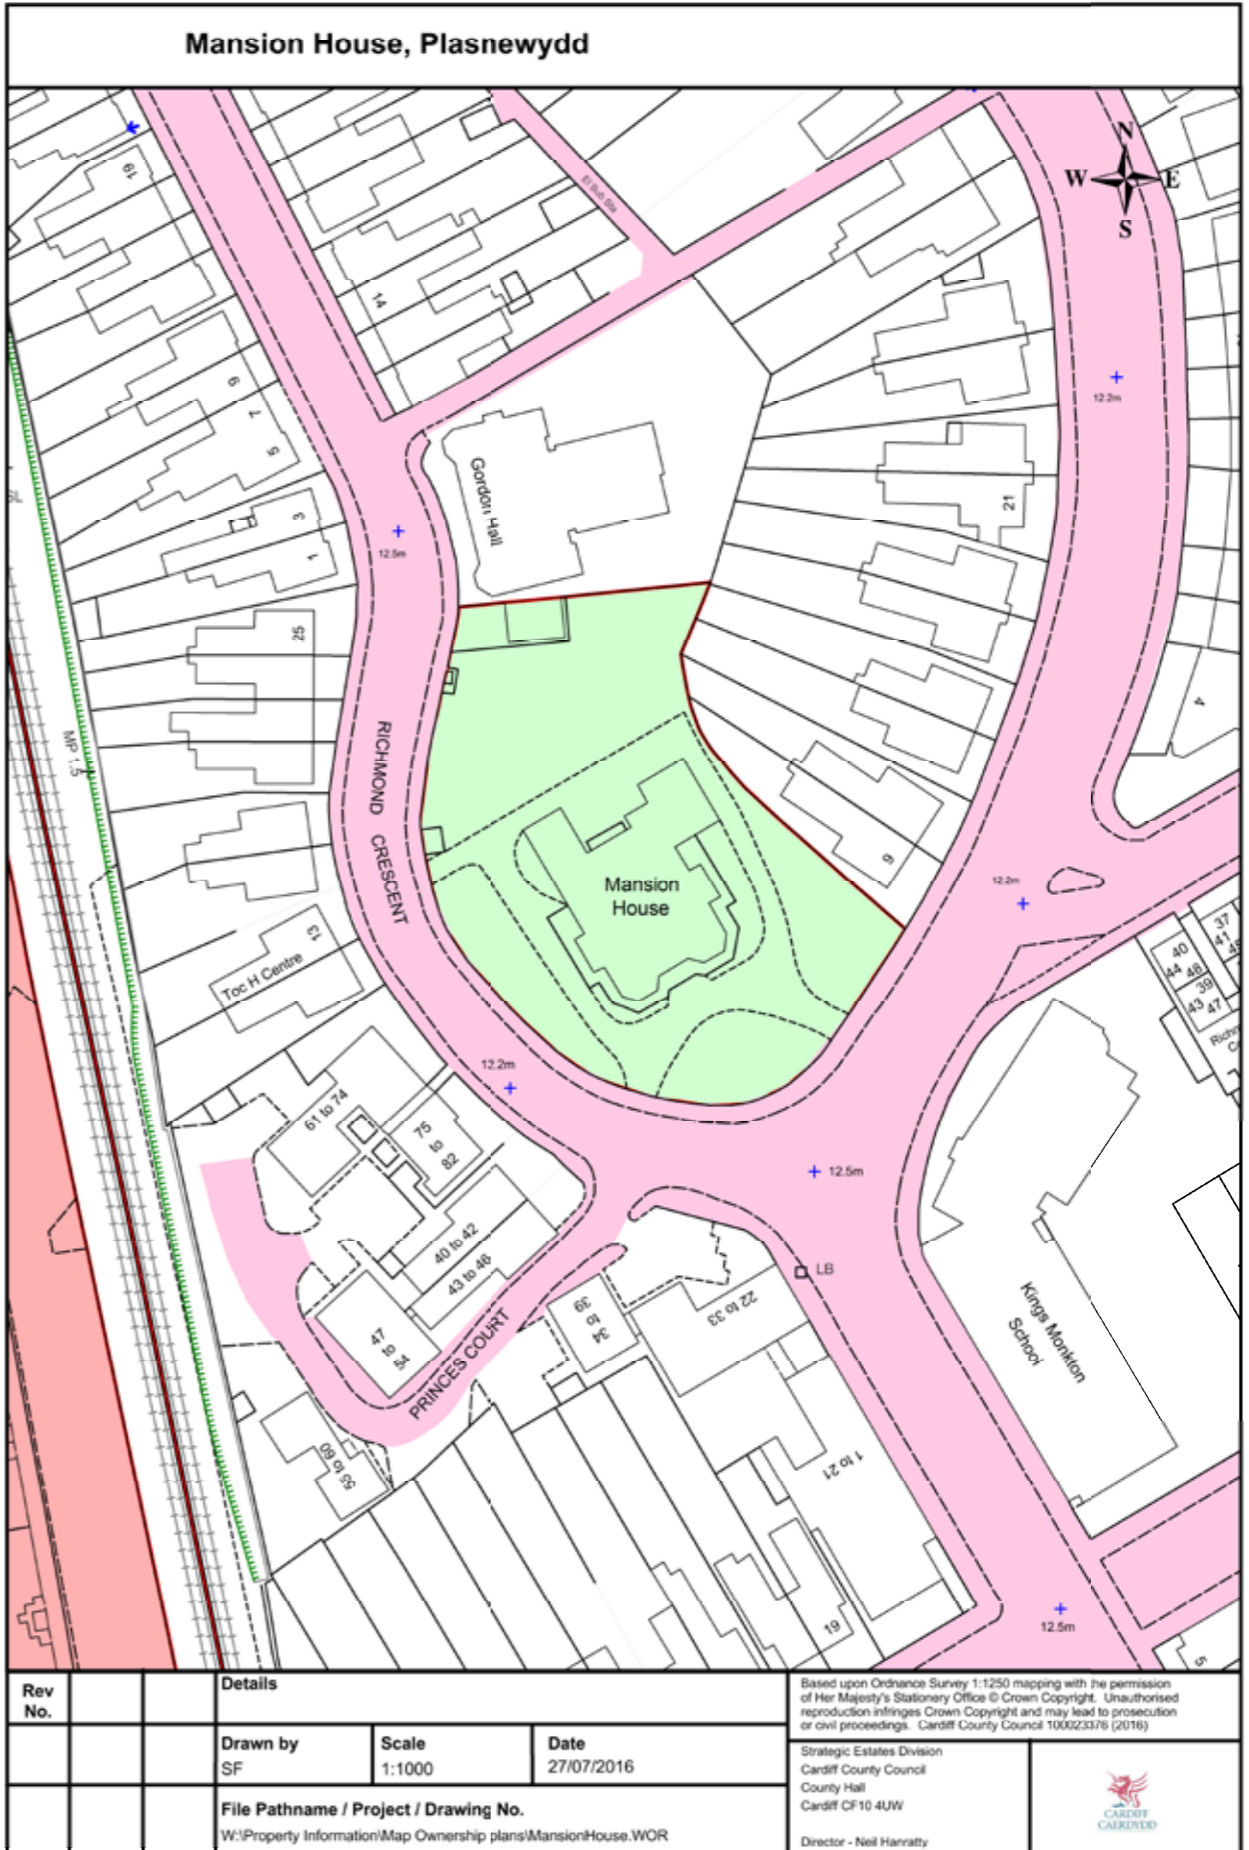 Mansion House, Plasnewydd
N
W E
S
19
El Sub Sta
14
9
7
5
3
1
12.2m
21
Gordon Hall
12.5m
25
RICHMOND CRESCENT
MP 1.5
4
9
12.2m
Mansion
House
13
Toc H Centre
37
41
40
44 48
39
43 47
12.2m
61 to 74
75
to
82
12.5m
40 to 42
43 to 46
LB
22 to 33
34
to
39
Kings Monkton
School
47
to
54
PRINCES COURT
55 to 60
1 to 21
19
12.5m
5
Rev
No.
Details
Drawn by
SF
Scale
1:1000
Date
27/07/2016
File Pathname / Project / Drawing No.
W:\Property Information\Map Ownership plans\MansionHouse.WOR
Based upon Ordnance Survey 1:1250 mapping with the permission
of Her Majesty's Stationery Office © Crown Copyright. Unauthorised
reproduction infringes Crown Copyright and may lead to prosecution
or civil proceedings. Cardiff County Council 100023376 (2016)
Strategic Estates Division
Cardiff County Council
County Hall
Cardiff CF10 4UW
Director - Neil Hanratty
CARDIFF
CAERDYDD